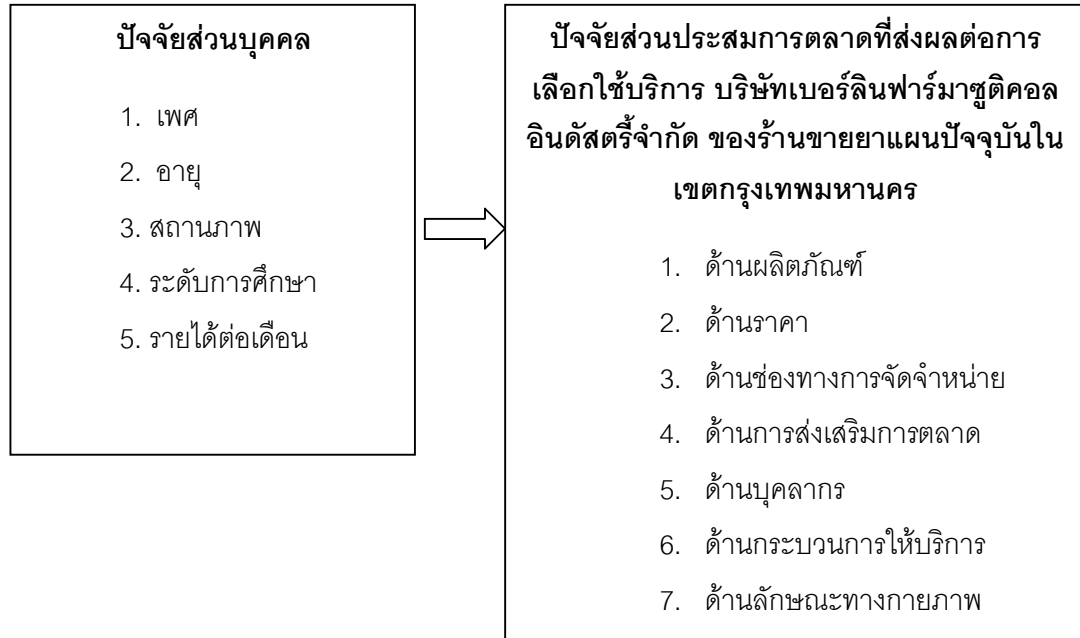 ปัจจัยส่วนบุคคล
1. เพศ
2. อายุ
3. สถานภาพ
4. ระดับการศึกษา
5. รายได้ต่อเดือน
ปัจจัยส่วนประสมการตลาดที่ส่งผลต่อการ
เลือกใช้บริการ บริษัทเบอร์ลินฟาร์มาซูติคอล
อินดัสตรี้จำกัด ของร้านขายยาแผนปัจจุบันใน
เขตกรุงเทพมหานคร
1. ด้านผลิตภัณฑ์
2. ด้านราคา
3. ด้านช่องทางการจัดจำหน่าย
4. ด้านการส่งเสริมการตลาด
5. ด้านบุคลากร
6. ด้านกระบวนการให้บริการ
7. ด้านลักษณะทางกายภาพ